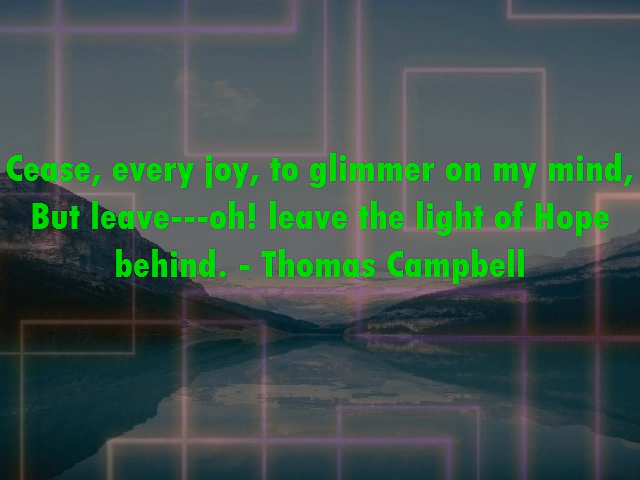 Cease, every joy, to glimmer on my mind,
But leave---oh! leave the light of Hope
behind. - Thomas Campbell